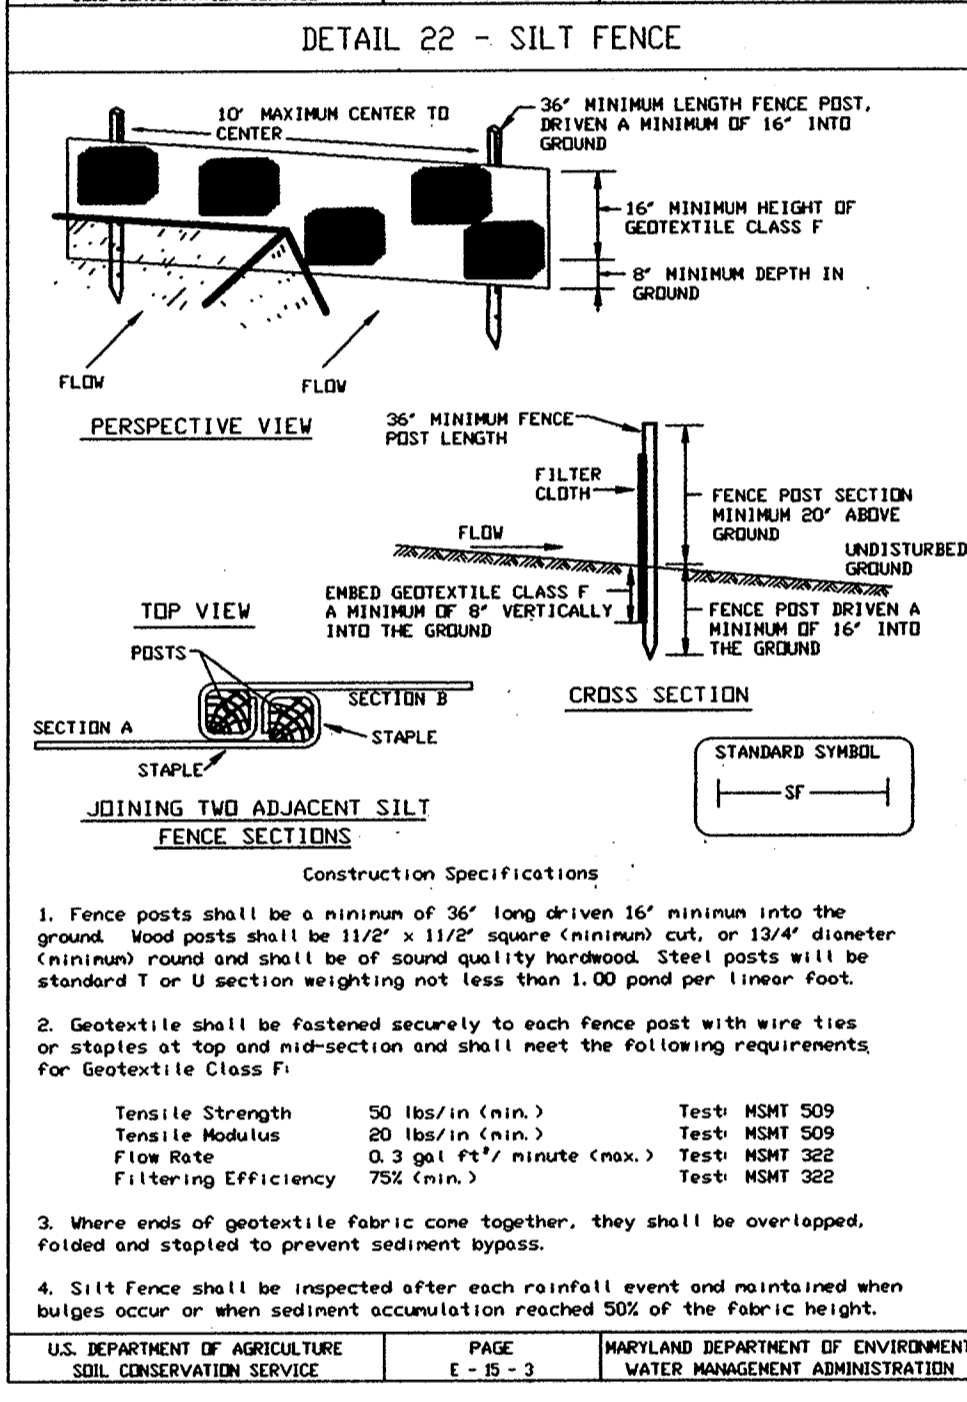 DETAIL 22 - SILT FENCE
10' MAXIMUM CENTER TO
CENTER
36" MINIMUM LENGTH FENCE POST,
DRIVEN A MINIMUM OF 16" INTO
GROUND
16" MINIMUM HEIGHT OF
GEOTEXTILE CLASS F
8" MINIMUM DEPTH IN
GROUND
FLOW
FLOW
PERSPECTIVE VIEW
36" MINIMUM FENCE
POST LENGTH
FILTER
CLOTH
FLOW
FENCE POST SECTION
MINIMUM 20" ABOVE
GROUND
UNDISTURBED
GROUND
EMBED GEOTEXTILE CLASS F
A MINIMUM OF 8" VERTICALLY
INTO THE GROUND
FENCE POST DRIVEN A
MINIMUM OF 16" INTO
THE GROUND
CROSS SECTION
TOP VIEW
POSTS
SECTION B
SECTION A
STAPLE
STAPLE
JOINING TWO ADJACENT SILT
FENCE SECTIONS
STANDARD SYMBOL
SF
Construction Specifications
1. Fence posts shall be a minimum of 36" long driven 16" minimum into the
ground. Wood posts shall be 11/2" x 11/2" square (minimum) cut, or 13/4" diameter
(minimum) round and shall be of sound quality hardwood. Steel posts will be
standard T or U section weighting not less than 1.00 pond per linear foot.
2. Geotextile shall be fastened securely to each fence post with wire ties
or staples at top and mid-section and shall meet the following requirements
for Geotextile Class F:
Tensile Strength 50 lbs/in (min.) Test: MSMT 509
Tensile Modulus 20 lbs/in (min.) Test: MSMT 509
Flow Rate 0.3 gal ft²/ minute (max.) Test: MSMT 322
Filtering Efficiency 75% (min.) Test: MSMT 322
3. Where ends of geotextile fabric come together, they shall be overlapped,
folded and stapled to prevent sediment bypass.
4. Silt Fence shall be inspected after each rainfall event and maintained when
bulges occur or when sediment accumulation reached 50% of the fabric height.
U.S. DEPARTMENT OF AGRICULTURE
SOIL CONSERVATION SERVICE
PAGE
E - 15 - 3
MARYLAND DEPARTMENT OF ENVIRONMENT
WATER MANAGEMENT ADMINISTRATION